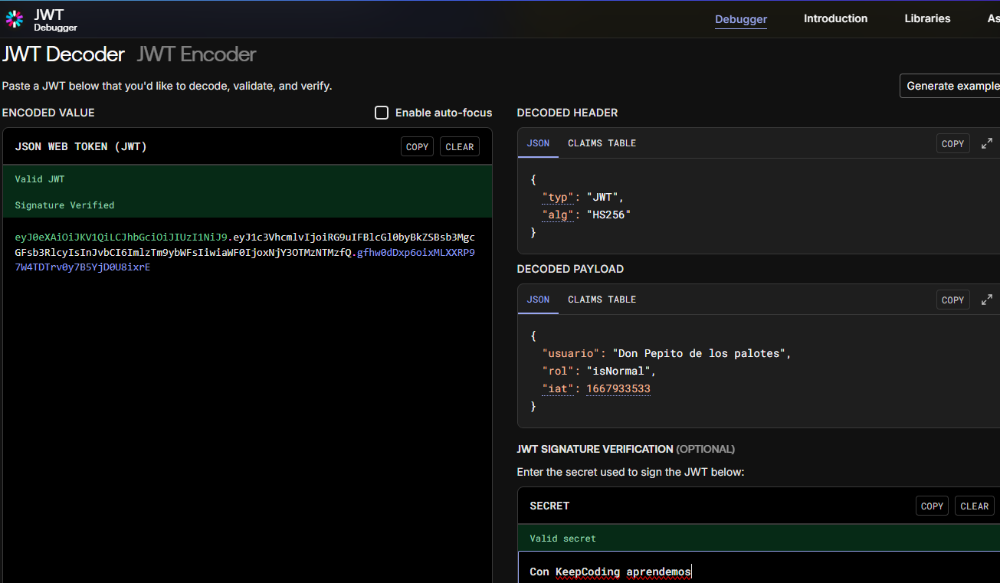 JWT
Debugger
Debugger Introduction Libraries As
JWT Decoder JWT Encoder
Paste a JWT below that you'd like to decode, validate, and verify.
Generate example
ENCODED VALUE
Enable auto-focus
JSON WEB TOKEN (JWT)
COPY CLEAR
Valid JWT
Signature Verified
eyJ0eXAiOiJKV1QiLCJhbGciOiJIUzI1NiJ9.eyJ1c3VhcmlvIjoiRG9uIFBlcGl0byBkZSBsb3MgcGFsb3RlcyIsInJvbCI6ImlzTm9ybWFsIiwiaWF0IjoxNjY3OTMzNTMzfQ.gfhw0dDxp6oixMLXXRP97W4TDTrv0y7B5YjD0U8ixrE
DECODED HEADER
JSON CLAIMS TABLE
COPY
{
"typ": "JWT",
"alg": "HS256"
}
DECODED PAYLOAD
JSON CLAIMS TABLE
COPY
{
"usuario": "Don Pepito de los palotes",
"rol": "isNormal",
"iat": 1667933533
}
JWT SIGNATURE VERIFICATION (OPTIONAL)
Enter the secret used to sign the JWT below:
SECRET
COPY CLEAR
Valid secret
Con KeepCoding aprendemos